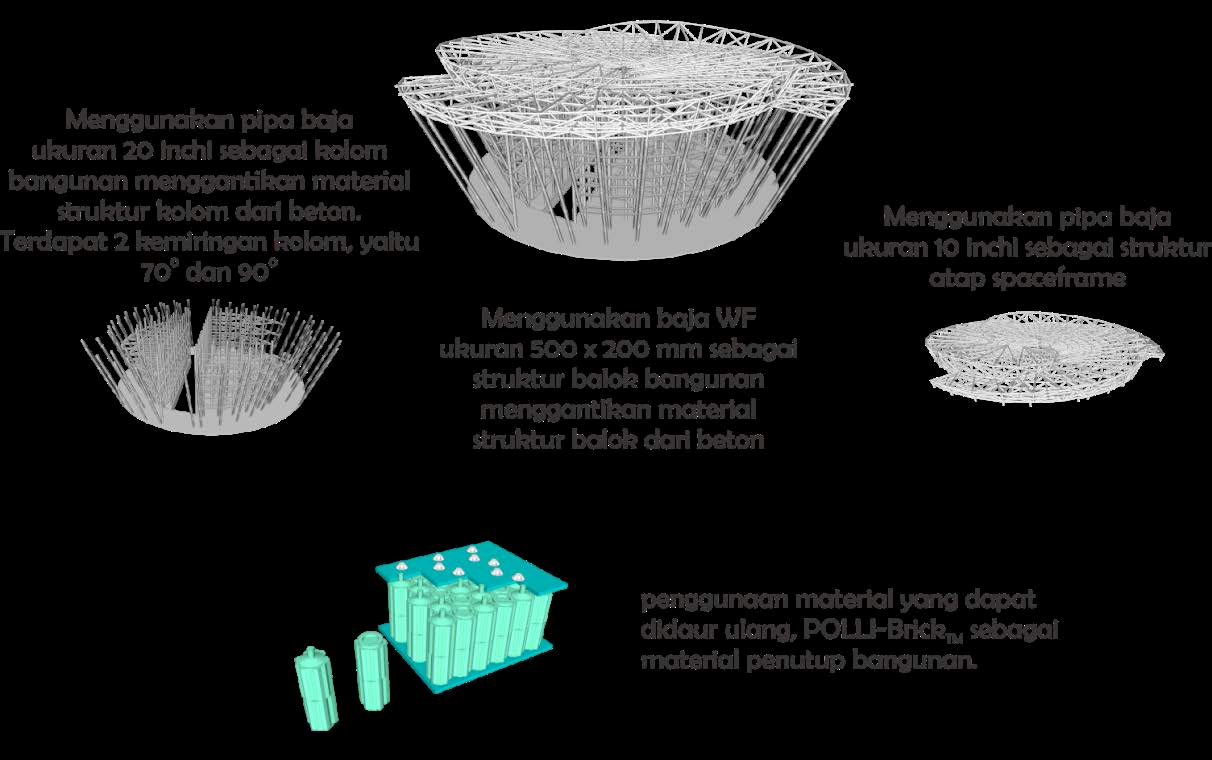 Menggunakan pipa baja
ukuran 20 inchi sebagai kolom
bangunan menggantikan material
struktur kolom dari beton.
Terdapat 2 kemiringan kolom, yaitu
70° dan 90°
Menggunakan baja WF
ukuran 500 x 200 mm sebagai
struktur balok bangunan
menggantikan material
struktur balok dari beton
Menggunakan pipa baja
ukuran 10 inchi sebagai struktur
atap spaceframe
penggunaan material yang dapat
didaur ulang, POLLI-Brick™ sebagai
material penutup bangunan.